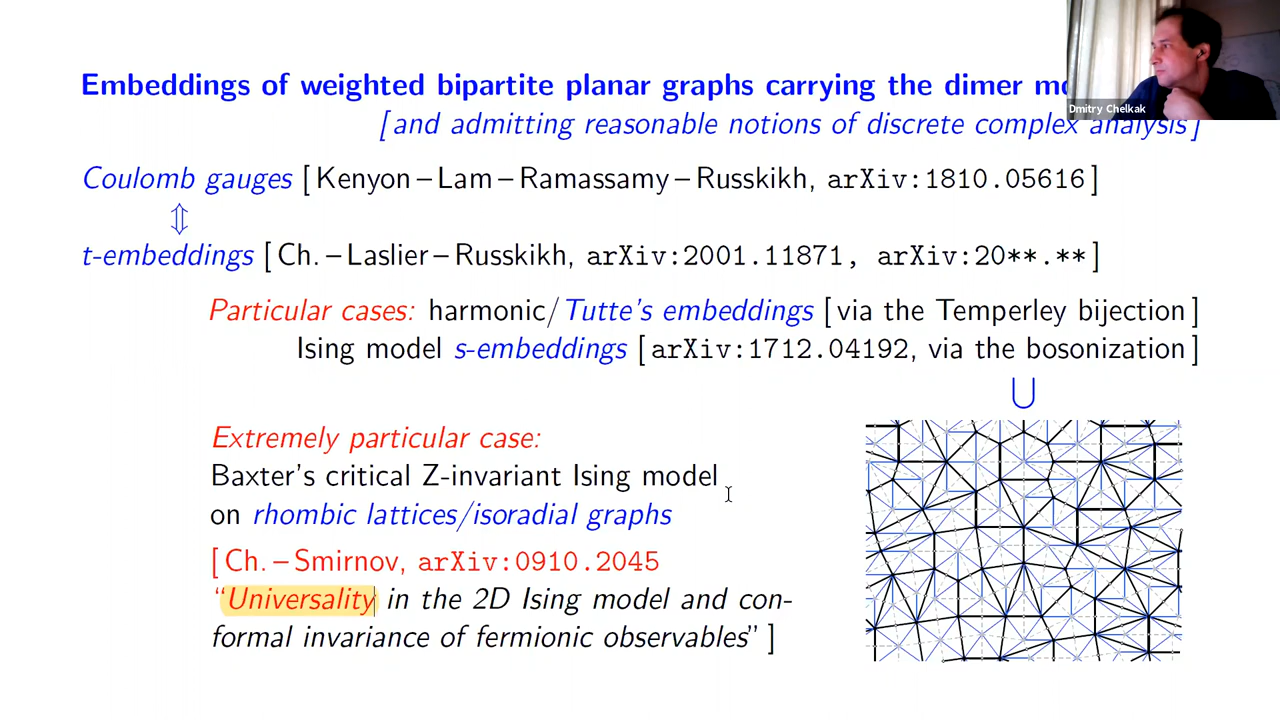 Embeddings of weighted bipartite planar graphs carrying the dimer
Dmitry Chelkak
[and admitting reasonable notions of discrete complex analysis]
Coulomb gauges [Kenyon – Lam – Ramassamy – Russkikh, arXiv:1810.05616]
⇕
t-embeddings [Ch. – Laslier – Russkikh, arXiv:2001.11871, arXiv:20**.**]
Particular cases: harmonic/Tutte's embeddings [via the Temperley bijection]
Ising model s-embeddings [arXiv:1712.04192, via the bosonization]
⋃
Extremely particular case:
Baxter's critical Z-invariant Ising model
on rhombic lattices/isoradial graphs
[Ch. – Smirnov, arXiv:0910.2045
“Universality in the 2D Ising model and con-
formal invariance of fermionic observables” ]